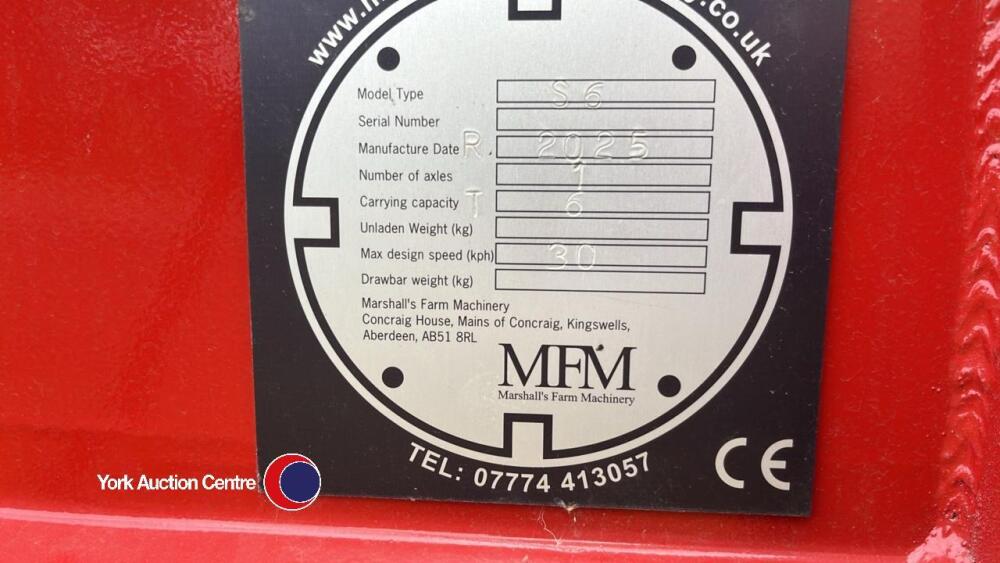 .co.uk
Model Type S6
Serial Number
Manufacture Date R. 2025
Number of axles 1
Carrying capacity T 6
Unladen Weight (kg)
Max design speed (kph) 30
Drawbar weight (kg)
Marshall's Farm Machinery
Concraig House, Mains of Concraig, Kingswells,
Aberdeen, AB51 8RL
MFM
Marshall's Farm Machinery
TEL: 07774 413057
CE
York Auction Centre